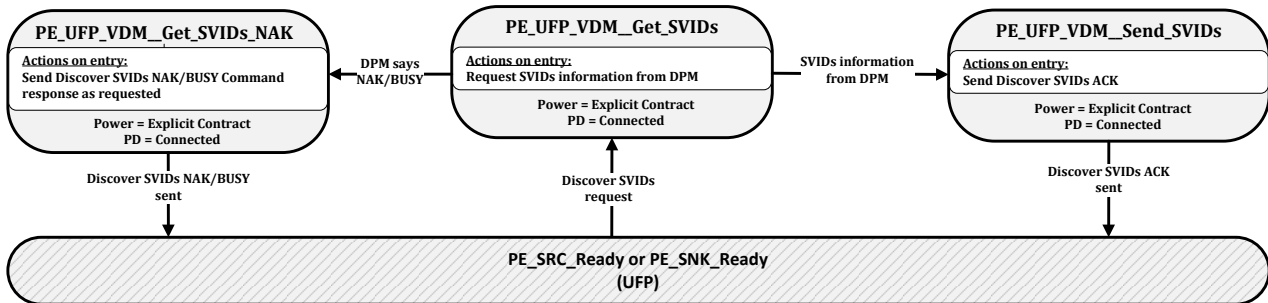 PE_UFP_VDM_Get_SVIDs_NAK
Actions on entry:
Send Discover SVIDs NAK/BUSY Command
response as requested
Power = Explicit Contract
PD = Connected
DPM says
NAK/BUSY
PE_UFP_VDM_Get_SVIDs
Actions on entry:
Request SVIDs information from DPM
Power = Explicit Contract
PD = Connected
SVIDs information
from DPM
PE_UFP_VDM_Send_SVIDs
Actions on entry:
Send Discover SVIDs ACK
Power = Explicit Contract
PD = Connected
Discover SVIDs NAK/BUSY
sent
Discover SVIDs
request
Discover SVIDs ACK
sent
PE_SRC_Ready or PE_SNK_Ready
(UFP)